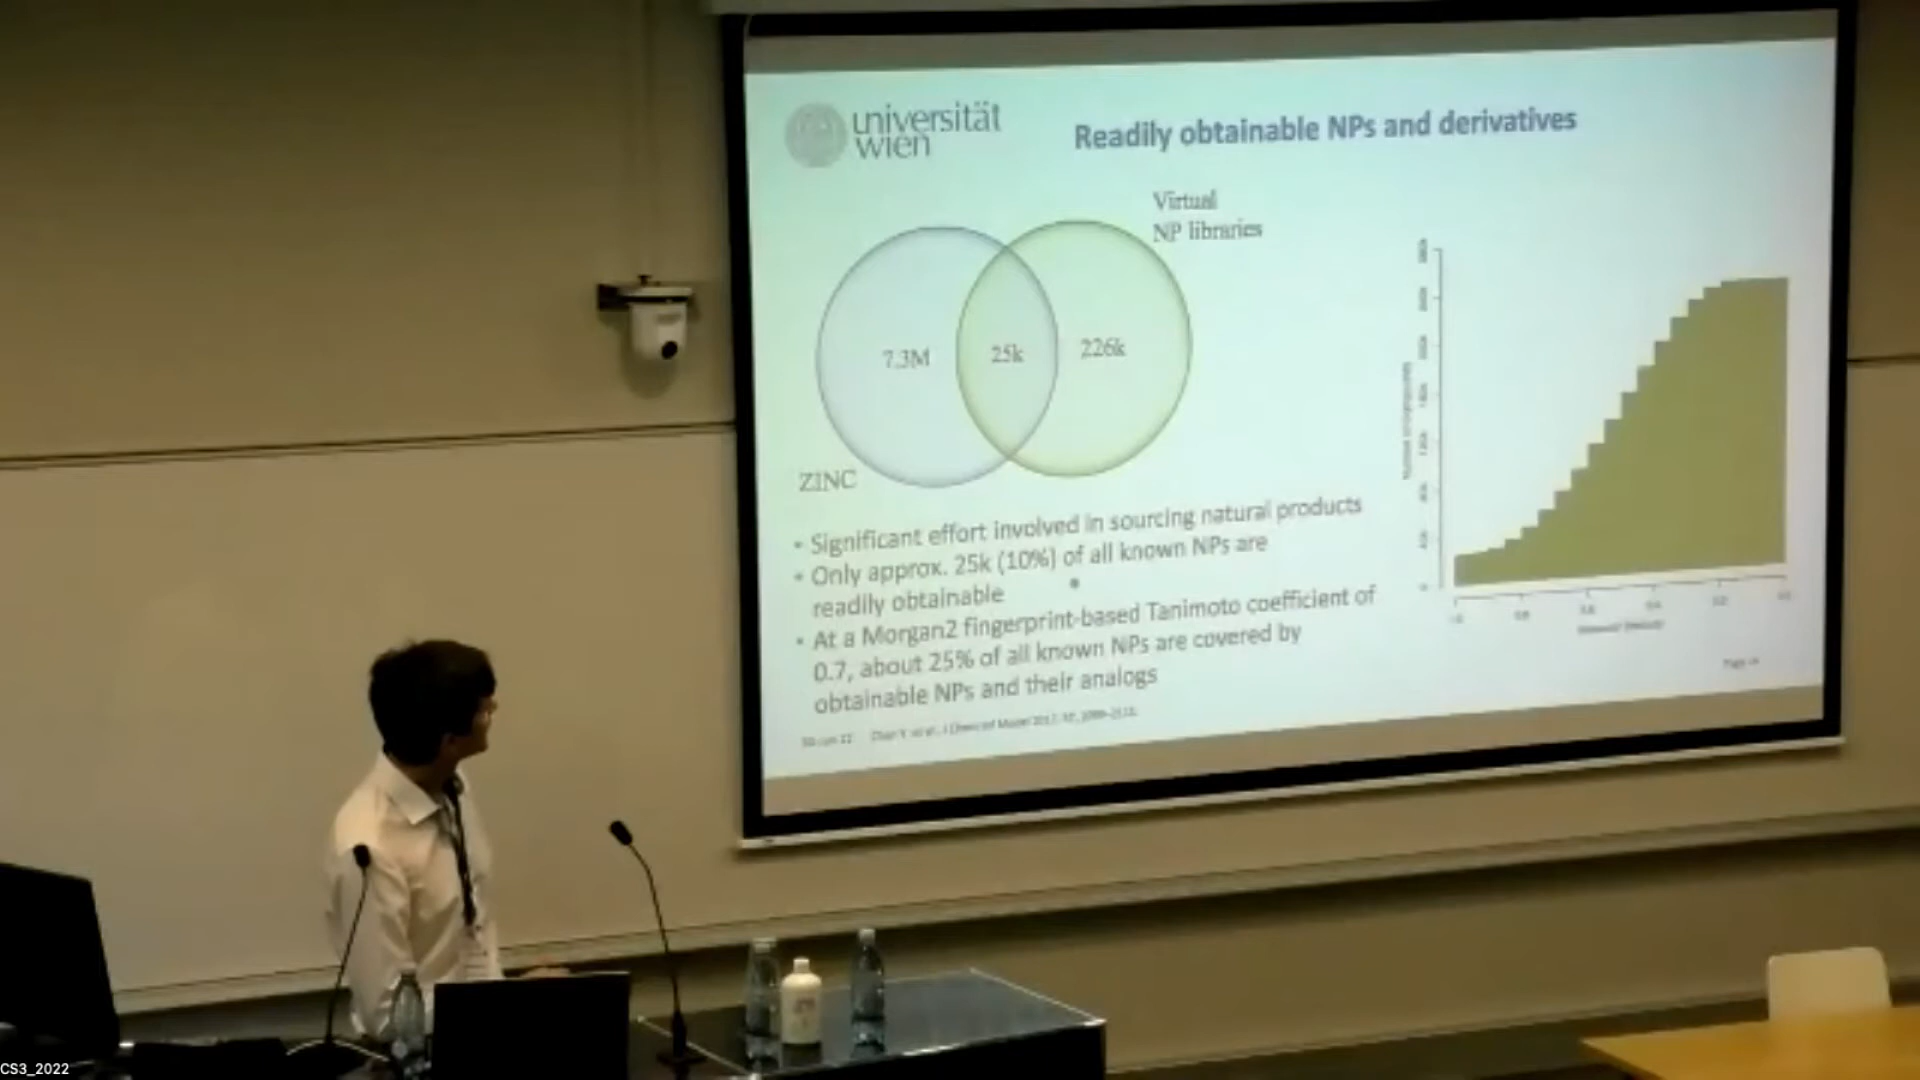 universität
wien
Readily obtainable NPs and derivatives
Virtual
NP libraries
7.3M
25k
226k
ZINC
• Significant effort involved in sourcing natural products
• Only approx. 25k (10%) of all known NPs are
readily obtainable
• At a Morgan2 fingerprint-based Tanimoto coefficient of
0.7, about 25% of all known NPs are covered by
obtainable NPs and their analogs
CS3_2022